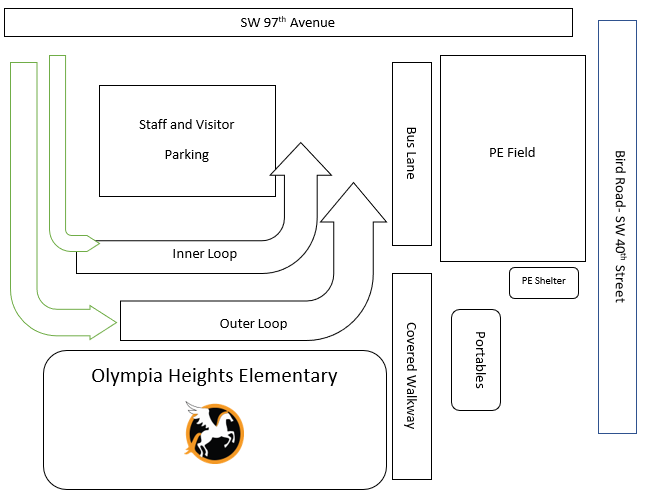 SW 97th Avenue
Staff and Visitor
Parking
Bus Lane
PE Field
Bird Road- SW 40th Street
Inner Loop
PE Shelter
Outer Loop
Covered Walkway
Portables
Olympia Heights Elementary